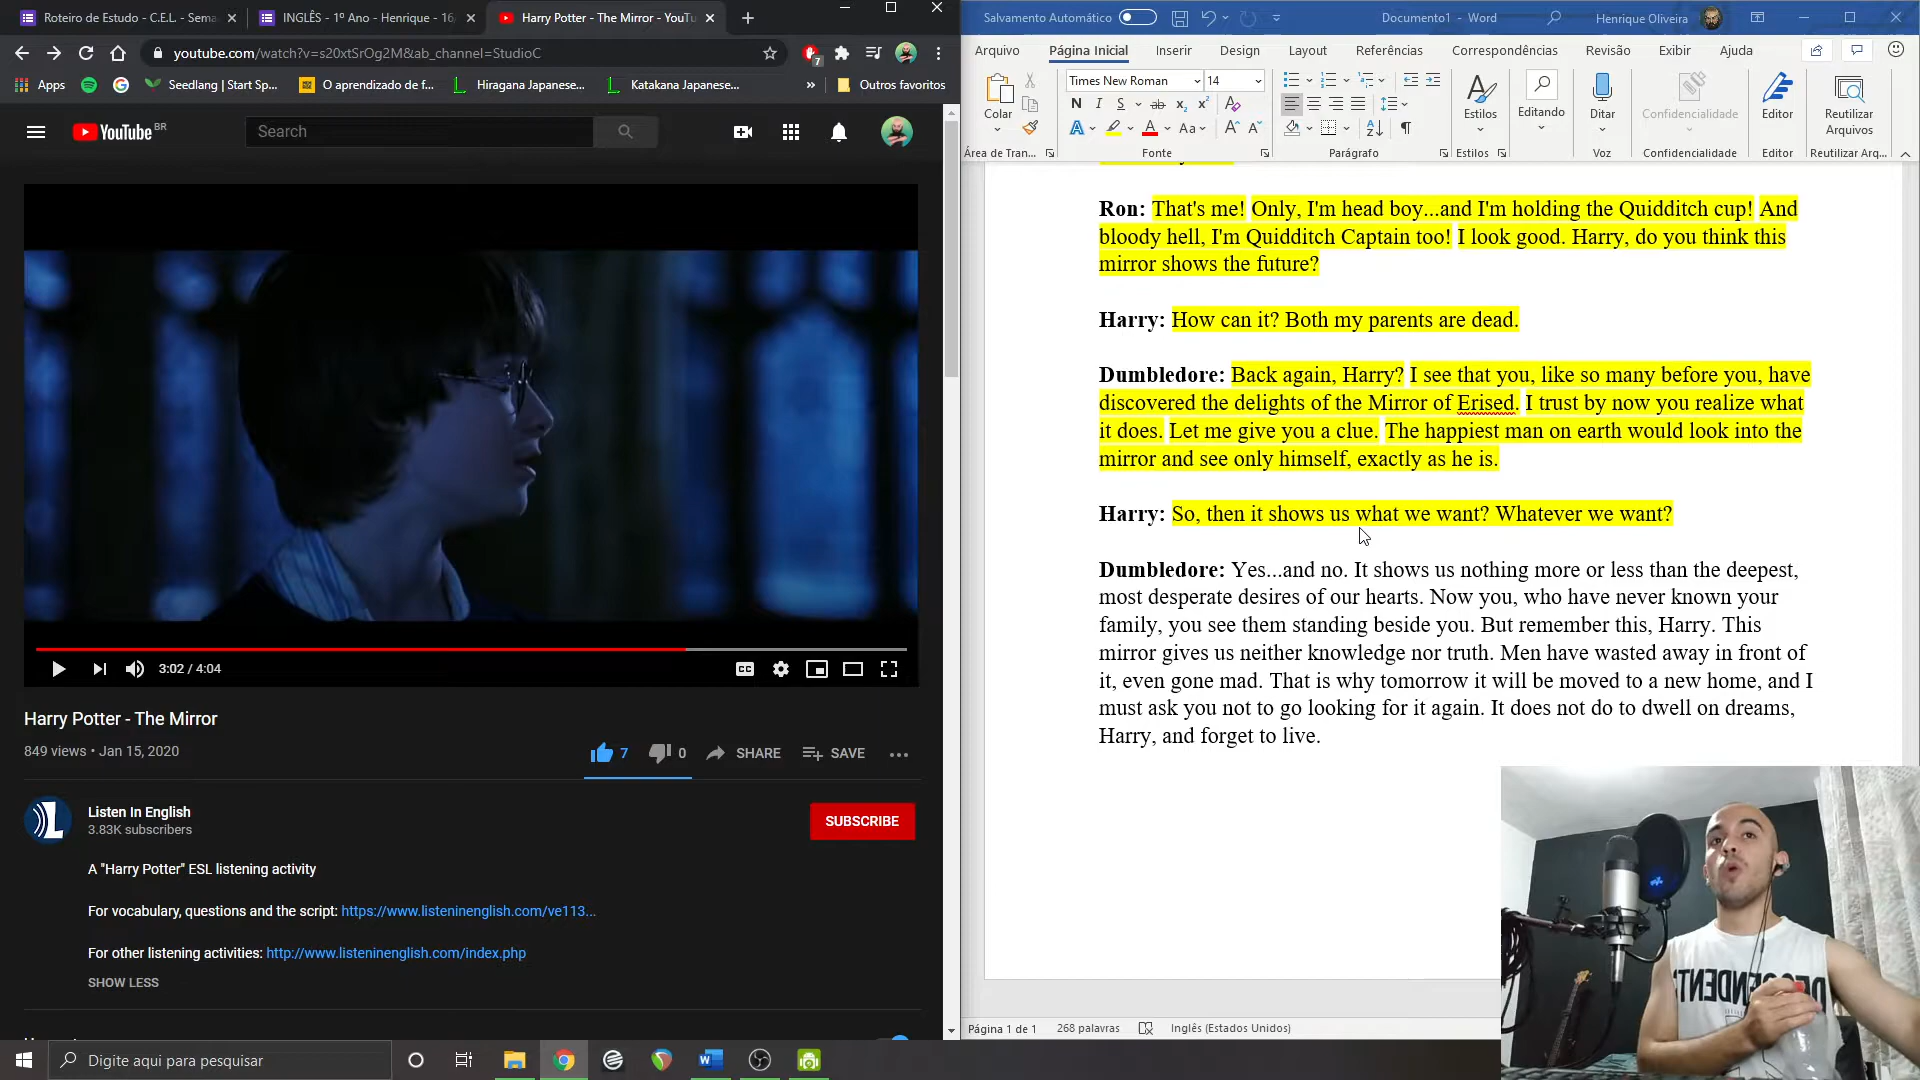 Roteiro de Estudo - C.E.L. - Sema
INGLÊS - 1º Ano - Henrique - 16
Harry Potter - The Mirror - YouTu
youtube.com/watch?v=s20xtSrOg2M&ab_channel=StudioC
7
Apps
Seedlang | Start Sp...
O aprendizado de f...
Hiragana Japanese...
Katakana Japanese...
»
Outros favoritos
YouTube BR
Search
3:02 / 4:04
CC
Harry Potter - The Mirror
849 views • Jan 15, 2020
7
0
SHARE
SAVE
Listen In English
3.83K subscribers
SUBSCRIBE
A "Harry Potter" ESL listening activity
For vocabulary, questions and the script: https://www.listeninenglish.com/ve113...
For other listening activities: http://www.listeninenglish.com/index.php
SHOW LESS
Digite aqui para pesquisar
Salvamento Automático
Documento1 - Word
Henrique Oliveira
Arquivo Página Inicial Inserir Design Layout Referências Correspondências Revisão Exibir Ajuda
Times New Roman 14
N I S ab x₂ x²
A A Aa A A
Colar
Estilos
Editando
Ditar
Confidencialidade
Editor
Reutilizar Arquivos
Área de Tran... Fonte Parágrafo Estilos Voz Confidencialidade Editor Reutilizar Arq...
Ron: That's me! Only, I'm head boy...and I'm holding the Quidditch cup! And
bloody hell, I'm Quidditch Captain too! I look good. Harry, do you think this
mirror shows the future?
Harry: How can it? Both my parents are dead.
Dumbledore: Back again, Harry? I see that you, like so many before you, have
discovered the delights of the Mirror of Erised. I trust by now you realize what
it does. Let me give you a clue. The happiest man on earth would look into the
mirror and see only himself, exactly as he is.
Harry: So, then it shows us what we want? Whatever we want?
Dumbledore: Yes...and no. It shows us nothing more or less than the deepest,
most desperate desires of our hearts. Now you, who have never known your
family, you see them standing beside you. But remember this, Harry. This
mirror gives us neither knowledge nor truth. Men have wasted away in front of
it, even gone mad. That is why tomorrow it will be moved to a new home, and I
must ask you not to go looking for it again. It does not do to dwell on dreams,
Harry, and forget to live.
Página 1 de 1
268 palavras
Inglês (Estados Unidos)